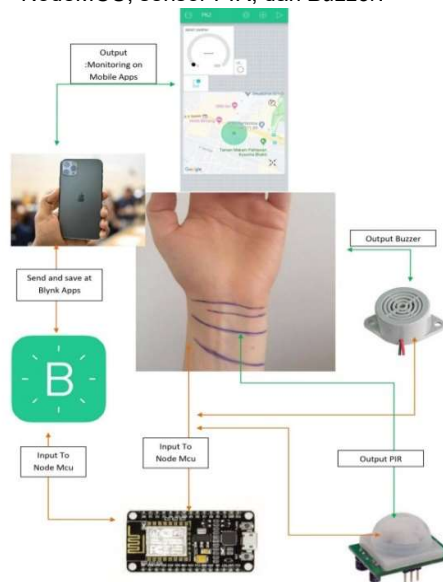 NodeMCU, sensor PIR, dan Buzzer.
Output
:Monitoring on
Mobile Apps
Google
Output Buzzer
Send and save at
Blynk Apps
B
Input To
Node Mcu
Input To
Node Mcu
Output PIR